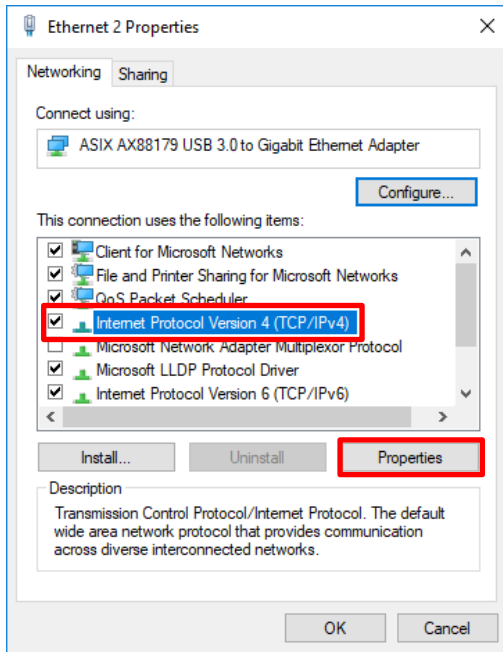 Ethernet 2 Properties
Networking
Sharing
Connect using:
ASIX AX88179 USB 3.0 to Gigabit Ethernet Adapter
Configure...
This connection uses the following items:
Client for Microsoft Networks
File and Printer Sharing for Microsoft Networks
QoS Packet Scheduler
Internet Protocol Version 4 (TCP/IPv4)
Microsoft Network Adapter Multiplexor Protocol
Microsoft LLDP Protocol Driver
Internet Protocol Version 6 (TCP/IPv6)
Install...
Uninstall
Properties
Description
Transmission Control Protocol/Internet Protocol. The default
wide area network protocol that provides communication
across diverse interconnected networks.
OK
Cancel